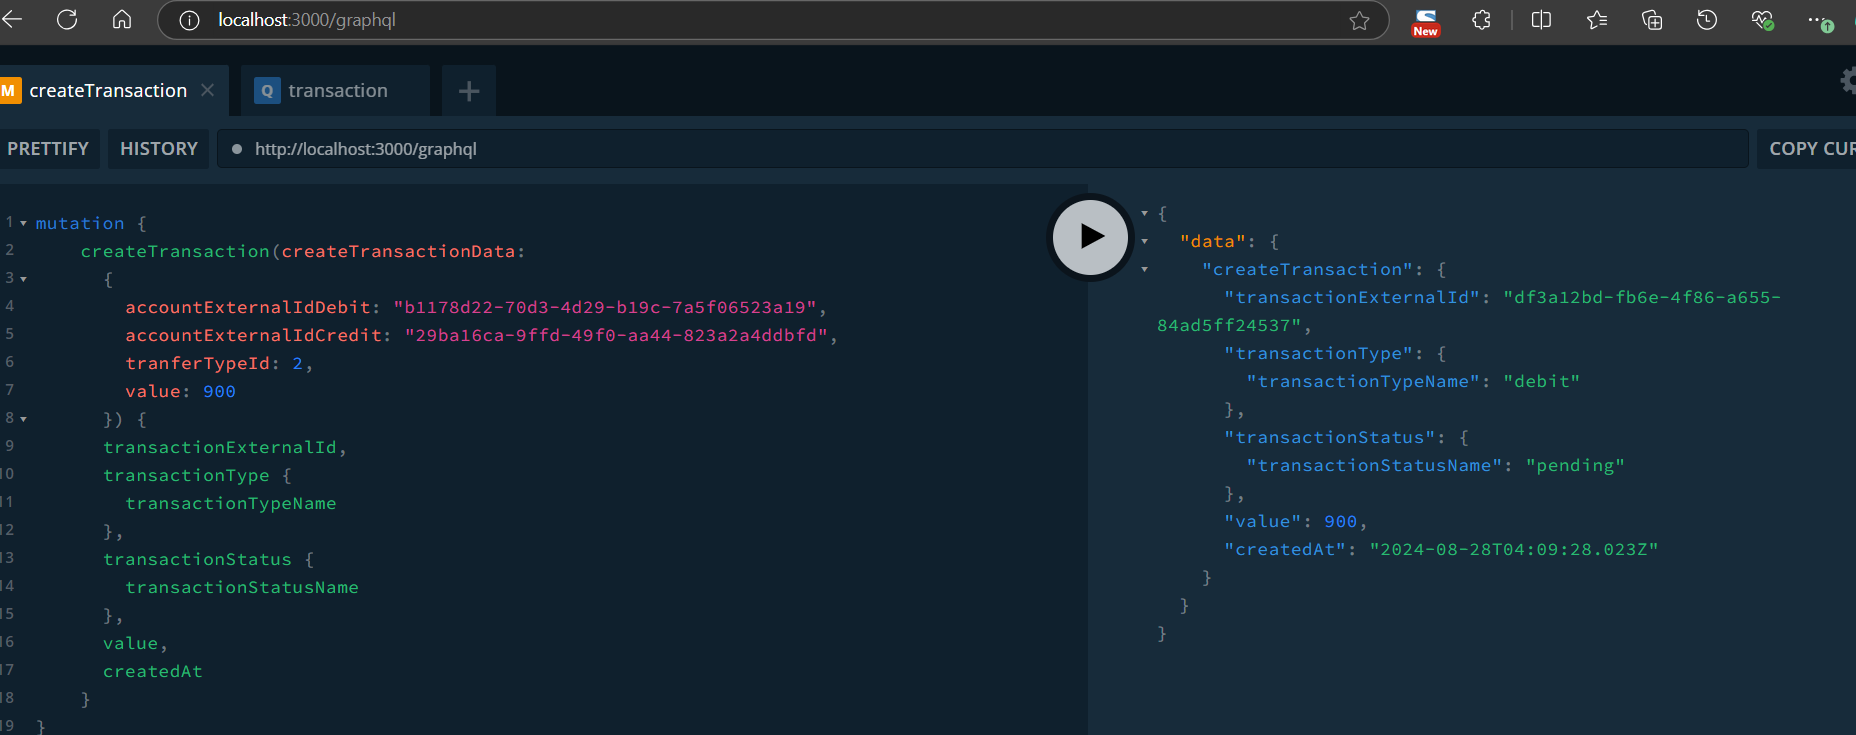 localhost:3000/graphql
New
M createTransaction
Q transaction
PRETTIFY HISTORY http://localhost:3000/graphql COPY CUR
1 mutation {
2 createTransaction(createTransactionData:
3 {
4 accountExternalIdDebit: "b1178d22-70d3-4d29-b19c-7a5f06523a19",
5 accountExternalIdCredit: "29ba16ca-9ffd-49f0-aa44-823a2a4ddbfd",
6 tranferTypeId: 2,
7 value: 900
8 }) {
9 transactionExternalId,
10 transactionType {
11 transactionTypeName
12 },
13 transactionStatus {
14 transactionStatusName
15 },
16 value,
17 createdAt
18 }
19 }
{
"data": {
"createTransaction": {
"transactionExternalId": "df3a12bd-fb6e-4f86-a655-
84ad5ff24537",
"transactionType": {
"transactionTypeName": "debit"
},
"transactionStatus": {
"transactionStatusName": "pending"
},
"value": 900,
"createdAt": "2024-08-28T04:09:28.023Z"
}
}
}